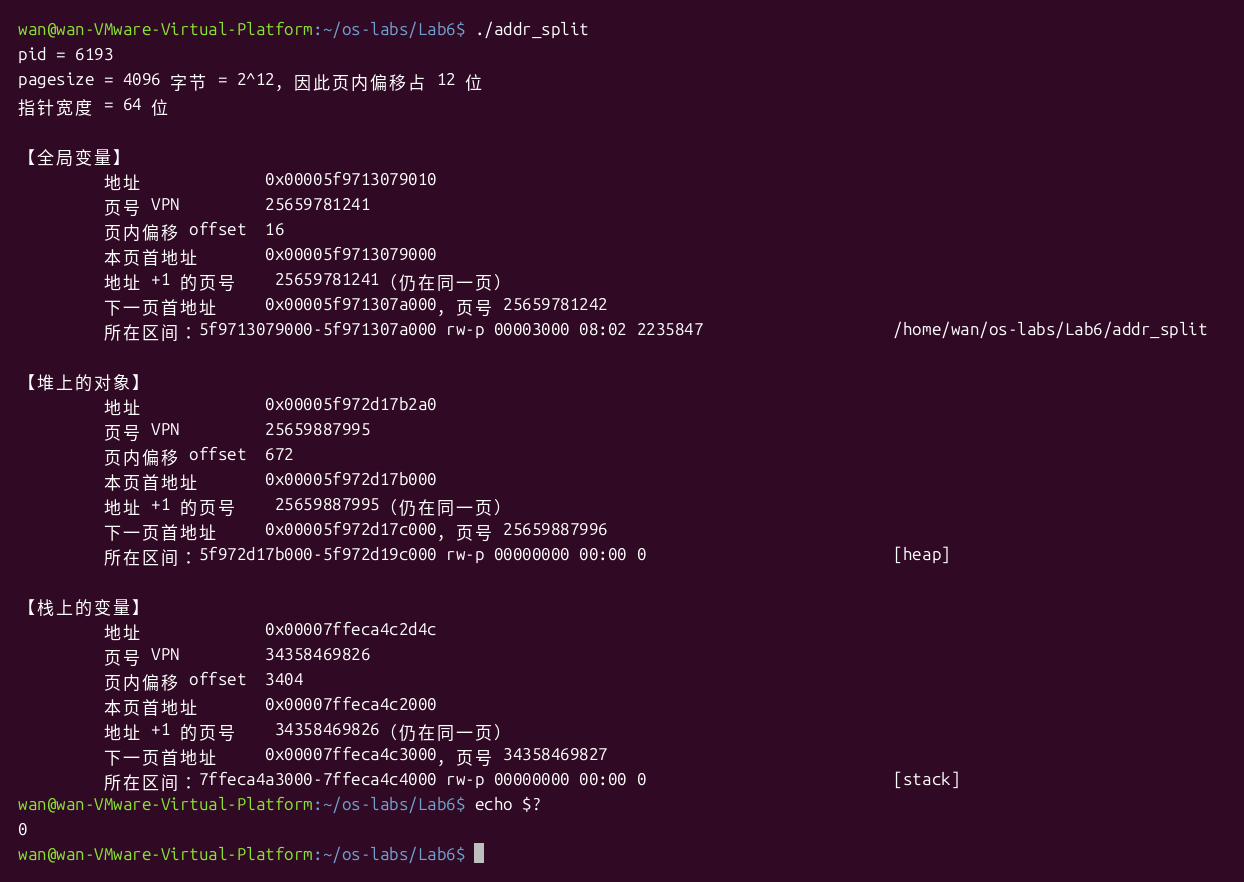 wan@wan-VMware-Virtual-Platform:~/os-labs/Lab6$ ./addr_split
pid = 6193
pagesize = 4096 字节 = 2^12，因此页内偏移占 12 位
指针宽度 = 64 位
【全局变量】
地址 0x00005f9713079010
页号 VPN 25659781241
页内偏移 offset 16
本页首地址 0x00005f9713079000
地址 +1 的页号 25659781241（仍在同一页）
下一页首地址 0x00005f971307a000，页号 25659781242
所在区间：5f9713079000-5f971307a000 rw-p 00003000 08:02 2235847 /home/wan/os-labs/Lab6/addr_split
【堆上的对象】
地址 0x00005f972d17b2a0
页号 VPN 25659887995
页内偏移 offset 672
本页首地址 0x00005f972d17b000
地址 +1 的页号 25659887995（仍在同一页）
下一页首地址 0x00005f972d17c000，页号 25659887996
所在区间：5f972d17b000-5f972d19c000 rw-p 00000000 00:00 0 [heap]
【栈上的变量】
地址 0x00007ffeca4c2d4c
页号 VPN 34358469826
页内偏移 offset 3404
本页首地址 0x00007ffeca4c2000
地址 +1 的页号 34358469826（仍在同一页）
下一页首地址 0x00007ffeca4c3000，页号 34358469827
所在区间：7ffeca4a3000-7ffeca4c4000 rw-p 00000000 00:00 0 [stack]
wan@wan-VMware-Virtual-Platform:~/os-labs/Lab6$ echo $?
0
wan@wan-VMware-Virtual-Platform:~/os-labs/Lab6$